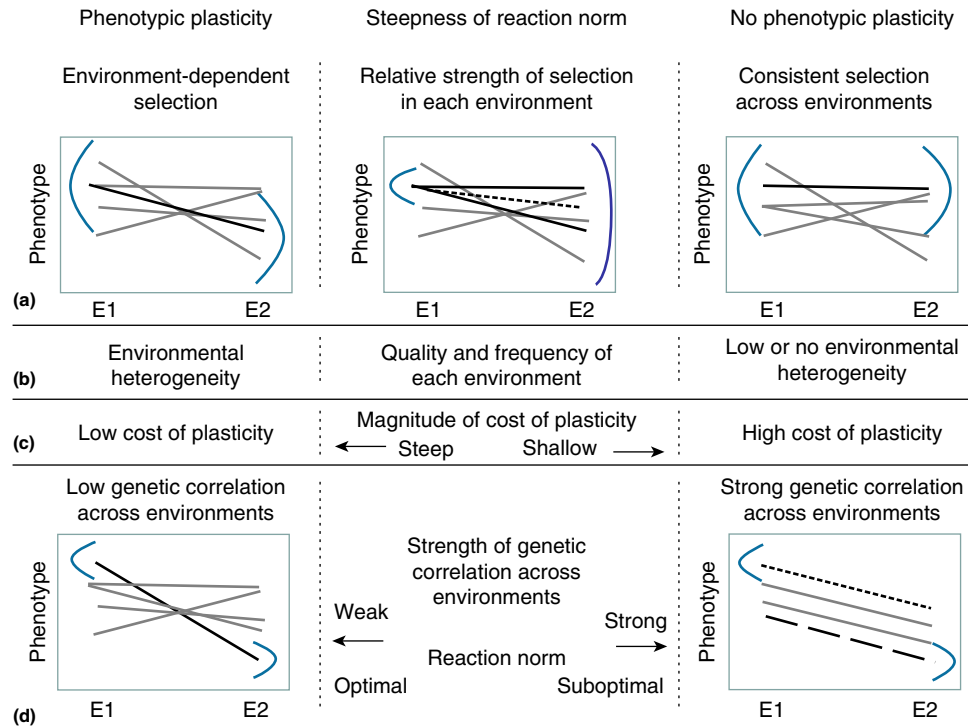 Phenotypic plasticity
Steepness of reaction norm
No phenotypic plasticity
Environment-dependent
selection
Relative strength of selection
in each environment
Consistent selection
across environments
Phenotype
Phenotype
Phenotype
(a)
E1
E2
E1
E2
E1
E2
(b)
Environmental
heterogeneity
Quality and frequency of
each environment
Low or no environmental
heterogeneity
(c)
Low cost of plasticity
Magnitude of cost of plasticity
Steep
Shallow
High cost of plasticity
Low genetic correlation
across environments
Strong genetic correlation
across environments
Phenotype
Strength of genetic
correlation across
environments
Weak
Strong
Reaction norm
Optimal
Suboptimal
Phenotype
(d)
E1
E2
E1
E2